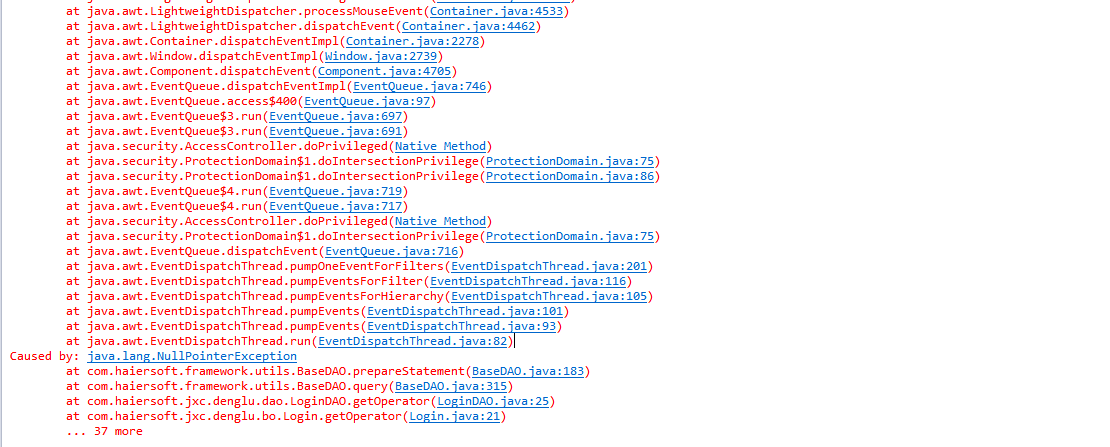 at java.awt.LightweightDispatcher.processMouseEvent(Container.java:4533)
at java.awt.LightweightDispatcher.dispatchEvent(Container.java:4462)
at java.awt.Container.dispatchEventImpl(Container.java:2278)
at java.awt.Window.dispatchEventImpl(Window.java:2739)
at java.awt.Component.dispatchEvent(Component.java:4705)
at java.awt.EventQueue.dispatchEventImpl(EventQueue.java:746)
at java.awt.EventQueue.access$400(EventQueue.java:97)
at java.awt.EventQueue$3.run(EventQueue.java:697)
at java.awt.EventQueue$3.run(EventQueue.java:691)
at java.security.AccessController.doPrivileged(Native Method)
at java.security.ProtectionDomain$1.doIntersectionPrivilege(ProtectionDomain.java:75)
at java.security.ProtectionDomain$1.doIntersectionPrivilege(ProtectionDomain.java:86)
at java.awt.EventQueue$4.run(EventQueue.java:719)
at java.awt.EventQueue$4.run(EventQueue.java:717)
at java.security.AccessController.doPrivileged(Native Method)
at java.security.ProtectionDomain$1.doIntersectionPrivilege(ProtectionDomain.java:75)
at java.awt.EventQueue.dispatchEvent(EventQueue.java:716)
at java.awt.EventDispatchThread.pumpOneEventForFilters(EventDispatchThread.java:201)
at java.awt.EventDispatchThread.pumpEventsForFilter(EventDispatchThread.java:116)
at java.awt.EventDispatchThread.pumpEventsForHierarchy(EventDispatchThread.java:105)
at java.awt.EventDispatchThread.pumpEvents(EventDispatchThread.java:101)
at java.awt.EventDispatchThread.pumpEvents(EventDispatchThread.java:93)
at java.awt.EventDispatchThread.run(EventDispatchThread.java:82)
Caused by: java.lang.NullPointerException
at com.haiersoft.framework.utils.BaseDAO.prepareStatement(BaseDAO.java:183)
at com.haiersoft.framework.utils.BaseDAO.query(BaseDAO.java:315)
at com.haiersoft.jxc.denglu.dao.LoginDAO.getOperator(LoginDAO.java:25)
at com.haiersoft.jxc.denglu.bo.Login.getOperator(Login.java:21)
... 37 more